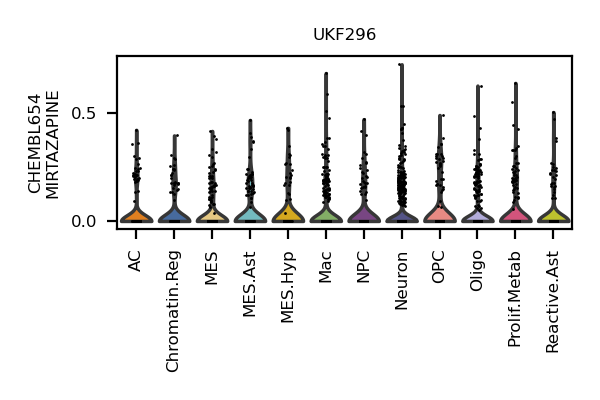 UKF296
CHEMBL654
MIRTAZAPINE
0.5
0.0
AC
Chromatin.Reg
MES
MES.Ast
MES.Hyp
Mac
NPC
Neuron
OPC
Oligo
Prolif.Metab
Reactive.Ast